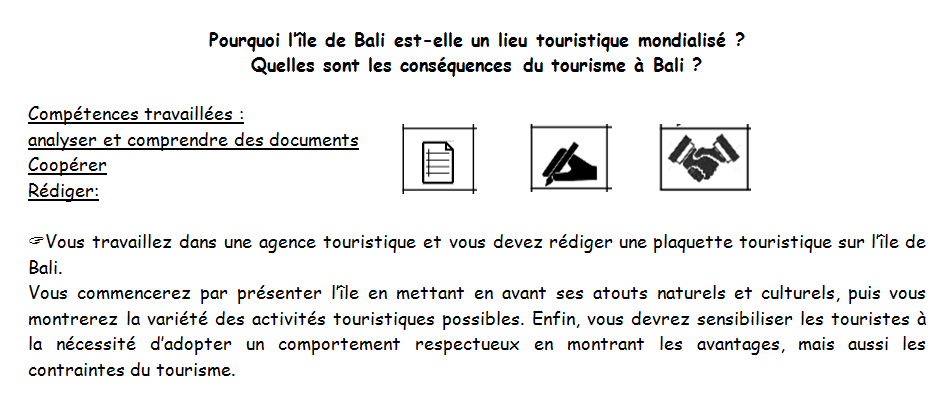 Pourquoi l'île de Bali est-elle un lieu touristique mondialisé ?
Quelles sont les conséquences du tourisme à Bali ?
Compétences travaillées :
analyser et comprendre des documents
Coopérer
Rédiger:
☞Vous travaillez dans une agence touristique et vous devez rédiger une plaquette touristique sur l'île de
Bali.
Vous commencerez par présenter l'île en mettant en avant ses atouts naturels et culturels, puis vous
montrerez la variété des activités touristiques possibles. Enfin, vous devrez sensibiliser les touristes à
la nécessité d'adopter un comportement respectueux en montrant les avantages, mais aussi les
contraintes du tourisme.